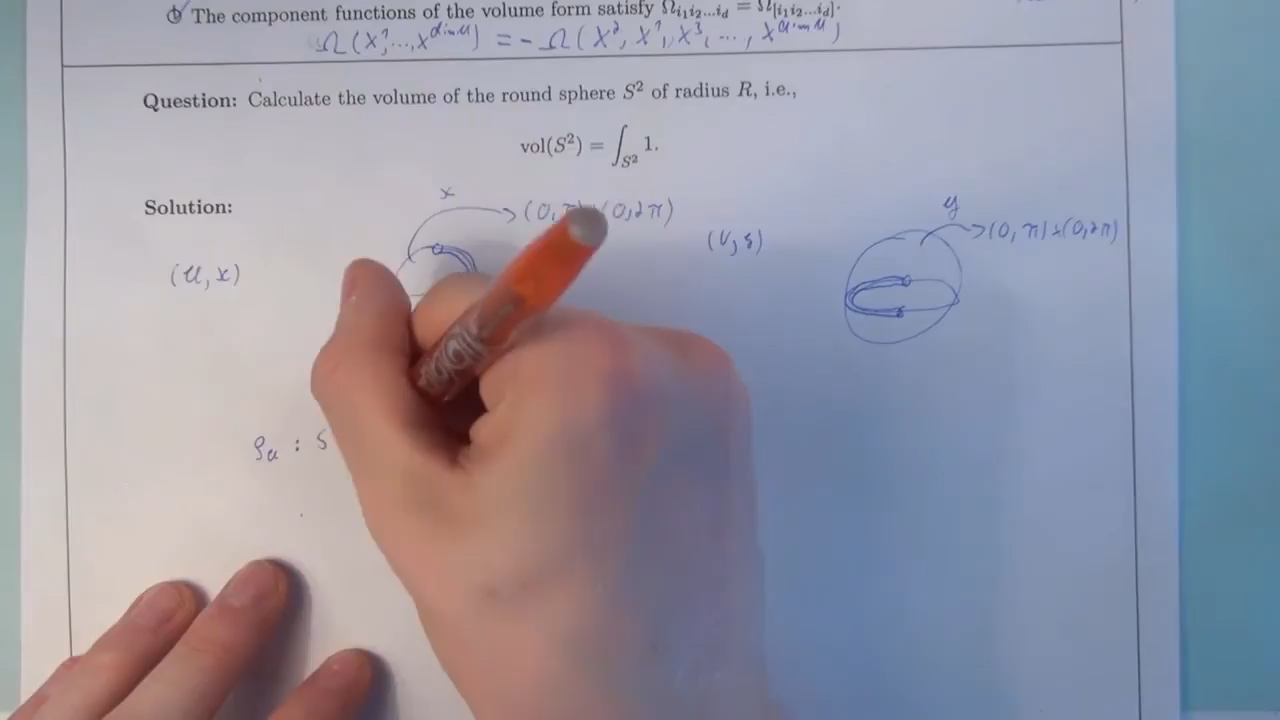 The component functions of the volume form satisfy Ω_{i₁i₂…i_d} = Ω_{[i₁i₂…i_d]}.
Ω(X¹,…,X^{dim M}) = −Ω(X², X¹, X³, …, X^{dim M})
Question: Calculate the volume of the round sphere S² of radius R, i.e.,
vol(S²) = ∫_{S²} 1.
Solution:
x
(0, π) × (0, 2π)
y
(0, π) × (0, 2π)
(U, x)
(V, y)
ρ_U : S